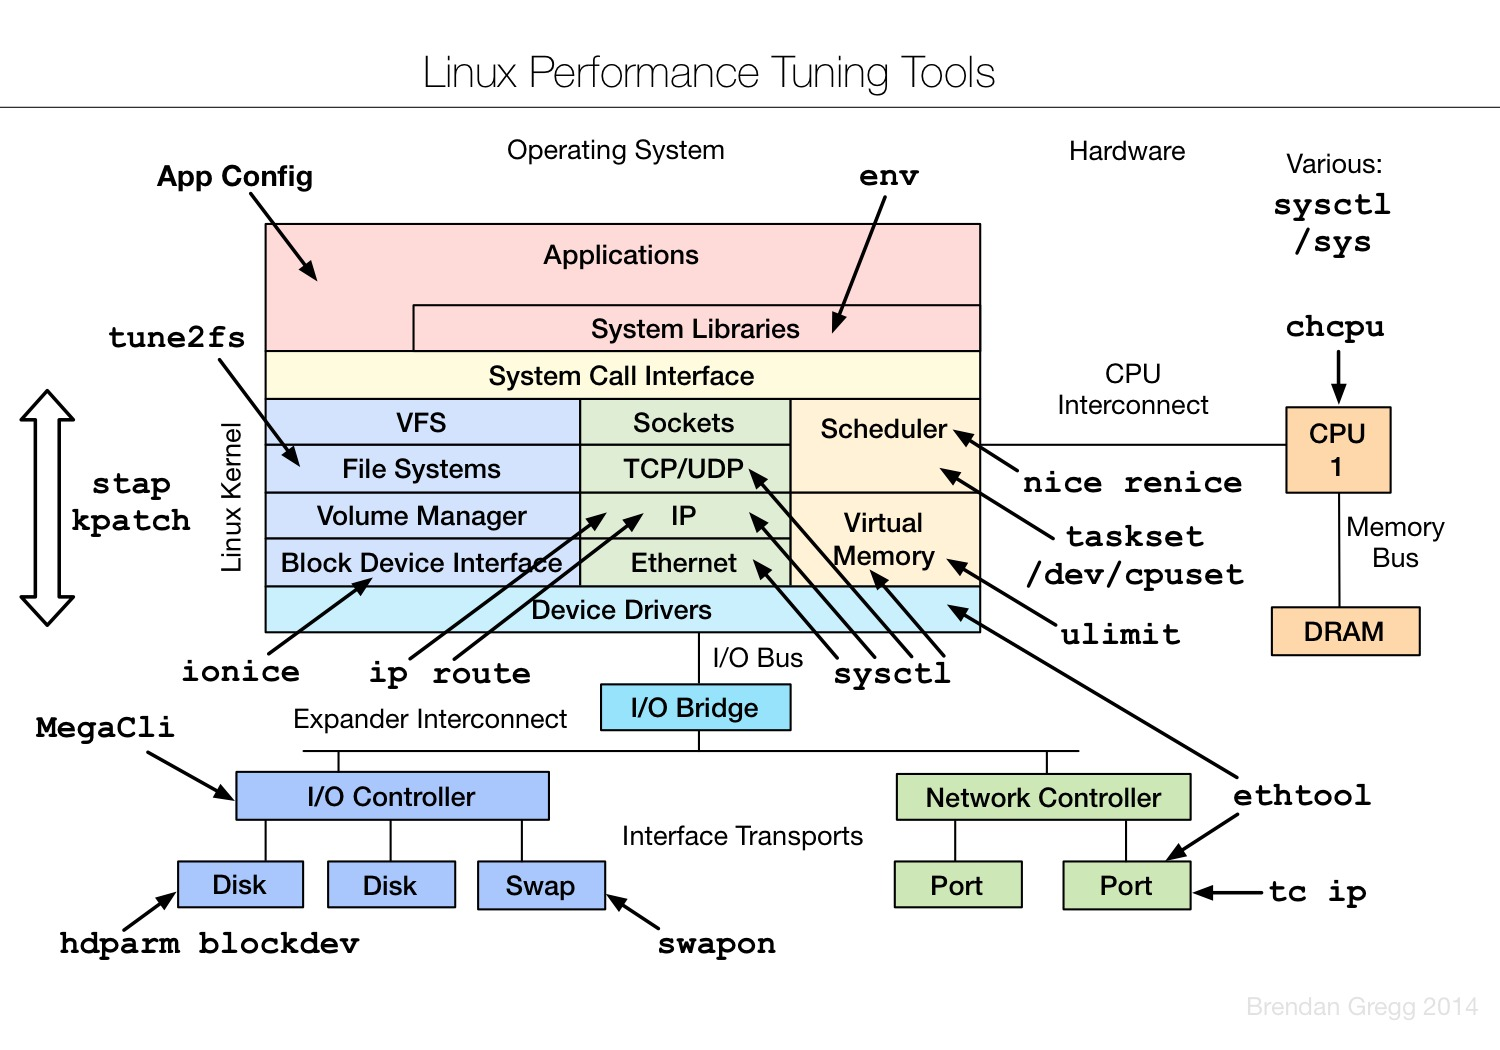 Linux Performance Tuning Tools
Operating System
Hardware
Various:
sysctl
/sys
App Config
env
Applications
System Libraries
tune2fs
System Call Interface
chcpu
CPU
Interconnect
VFS
Sockets
Scheduler
CPU
1
File Systems
TCP/UDP
nice renice
stap
kpatch
Linux Kernel
Volume Manager
IP
Virtual
Memory
taskset
/dev/cpuset
Memory
Bus
Block Device Interface
Ethernet
Device Drivers
ulimit
DRAM
ionice
ip route
I/O Bus
sysctl
I/O Bridge
Expander Interconnect
MegaCli
I/O Controller
Network Controller
ethtool
Interface Transports
Disk
Disk
Swap
Port
Port
tc ip
hdparm blockdev
swapon
Brendan Gregg 2014